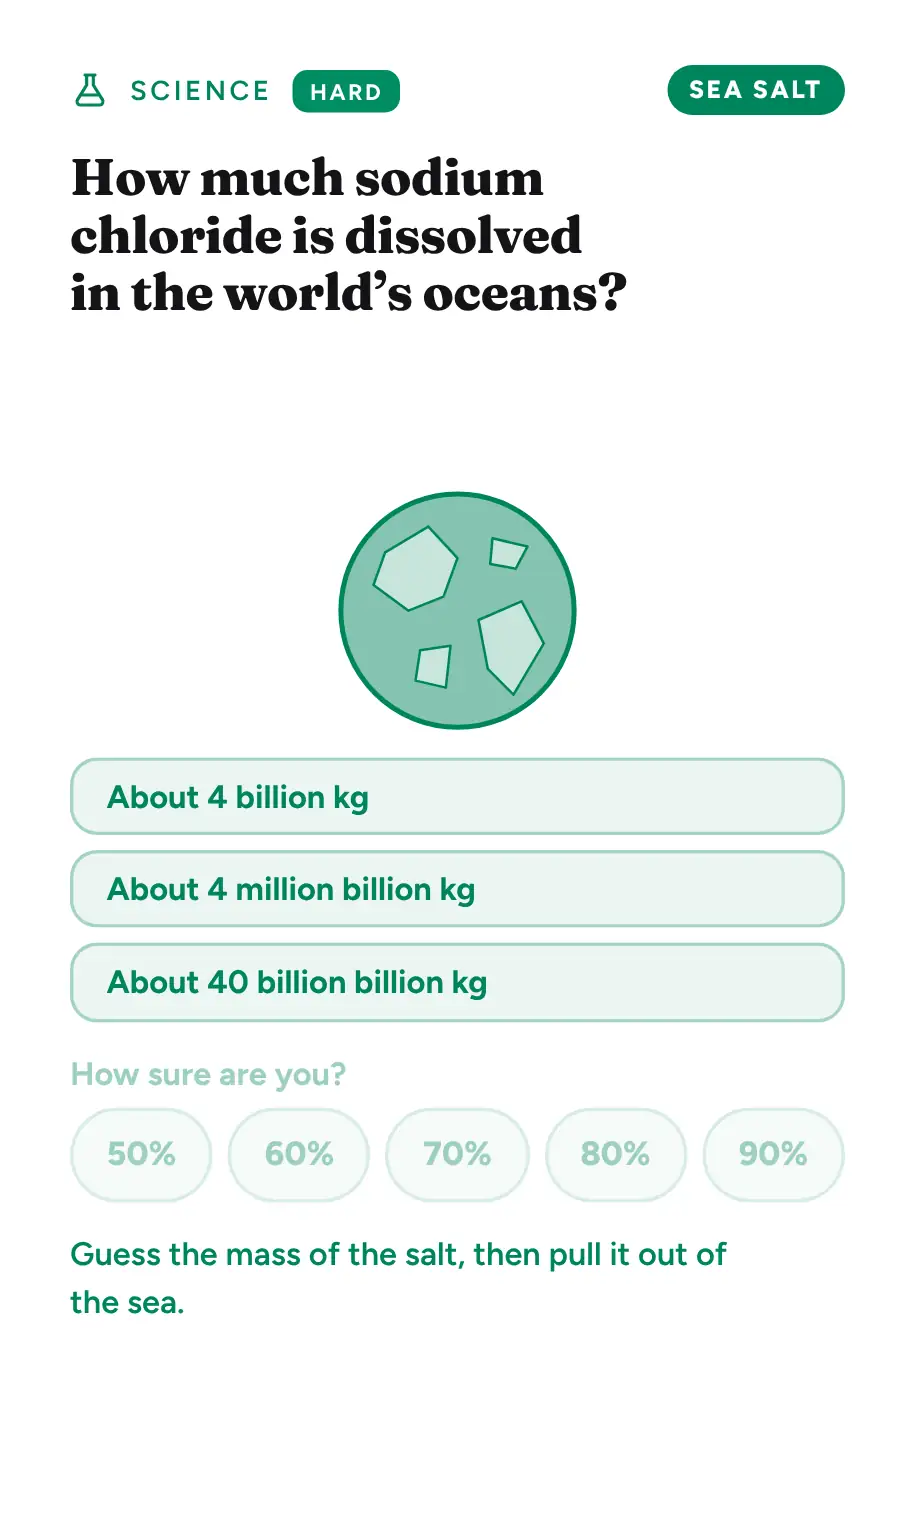 SCIENCE HARD SEA SALT
How much sodium
chloride is dissolved
in the world’s oceans?
About 4 billion kg
About 4 million billion kg
About 40 billion billion kg
How sure are you?
50% 60% 70% 80% 90%
Guess the mass of the salt, then pull it out of
the sea.